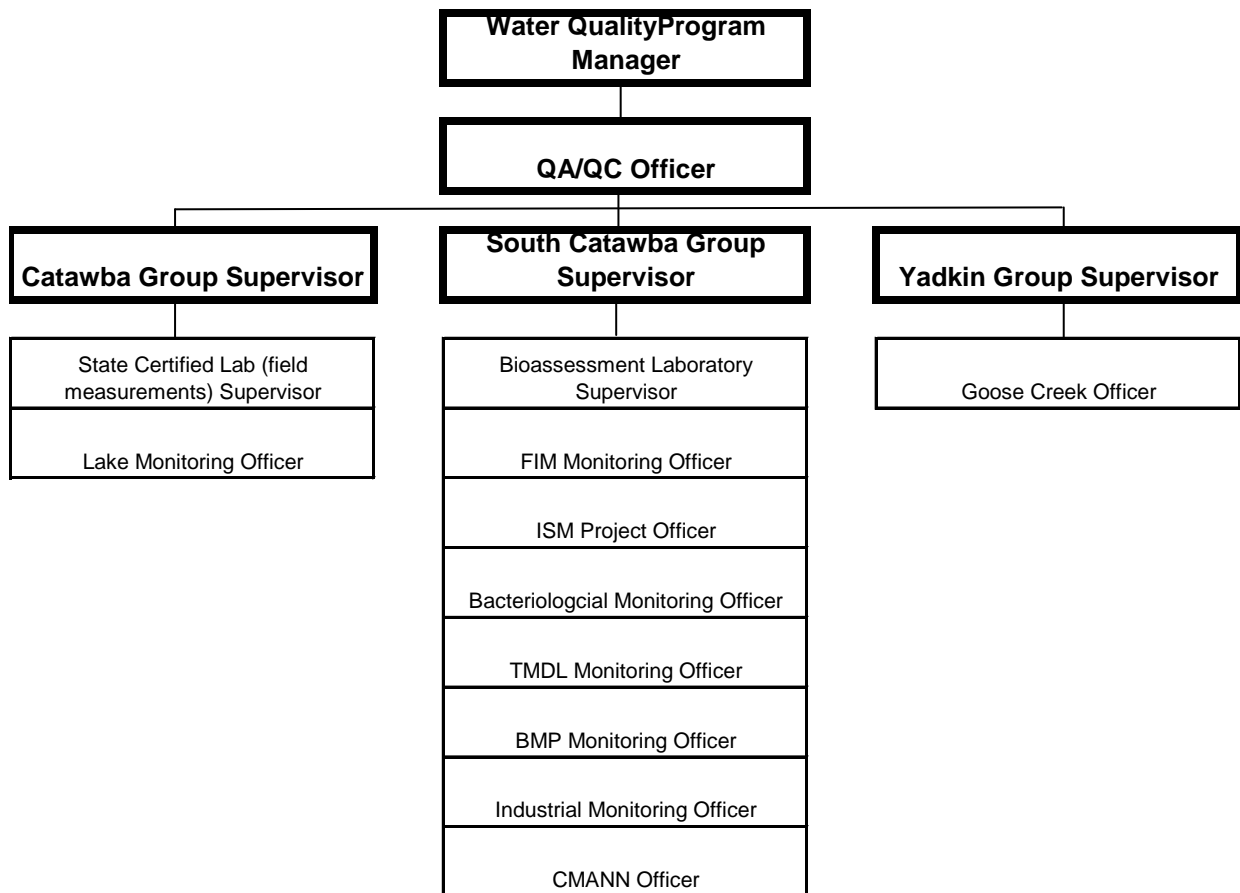 Water QualityProgram
Manager
QA/QC Officer
Catawba Group Supervisor
South Catawba Group
Supervisor
Yadkin Group Supervisor
State Certified Lab (field
measurements) Supervisor
Lake Monitoring Officer
Bioassessment Laboratory
Supervisor
FIM Monitoring Officer
ISM Project Officer
Bacteriologcial Monitoring Officer
TMDL Monitoring Officer
BMP Monitoring Officer
Industrial Monitoring Officer
CMANN Officer
Goose Creek Officer